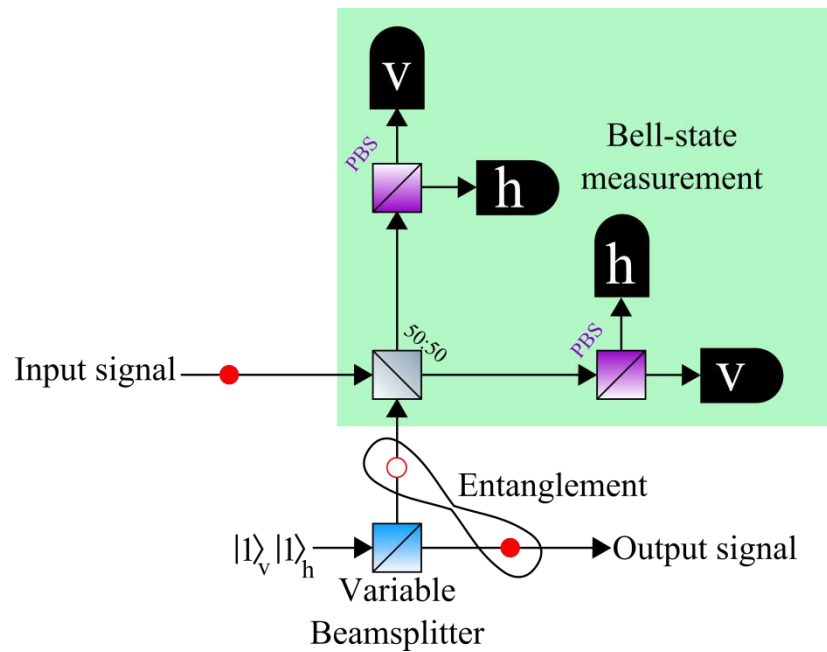 v
PBS
h
Bell-state
measurement
h
50:50
PBS
v
Input signal
Entanglement
|1⟩v|1⟩h
Output signal
Variable
Beamsplitter